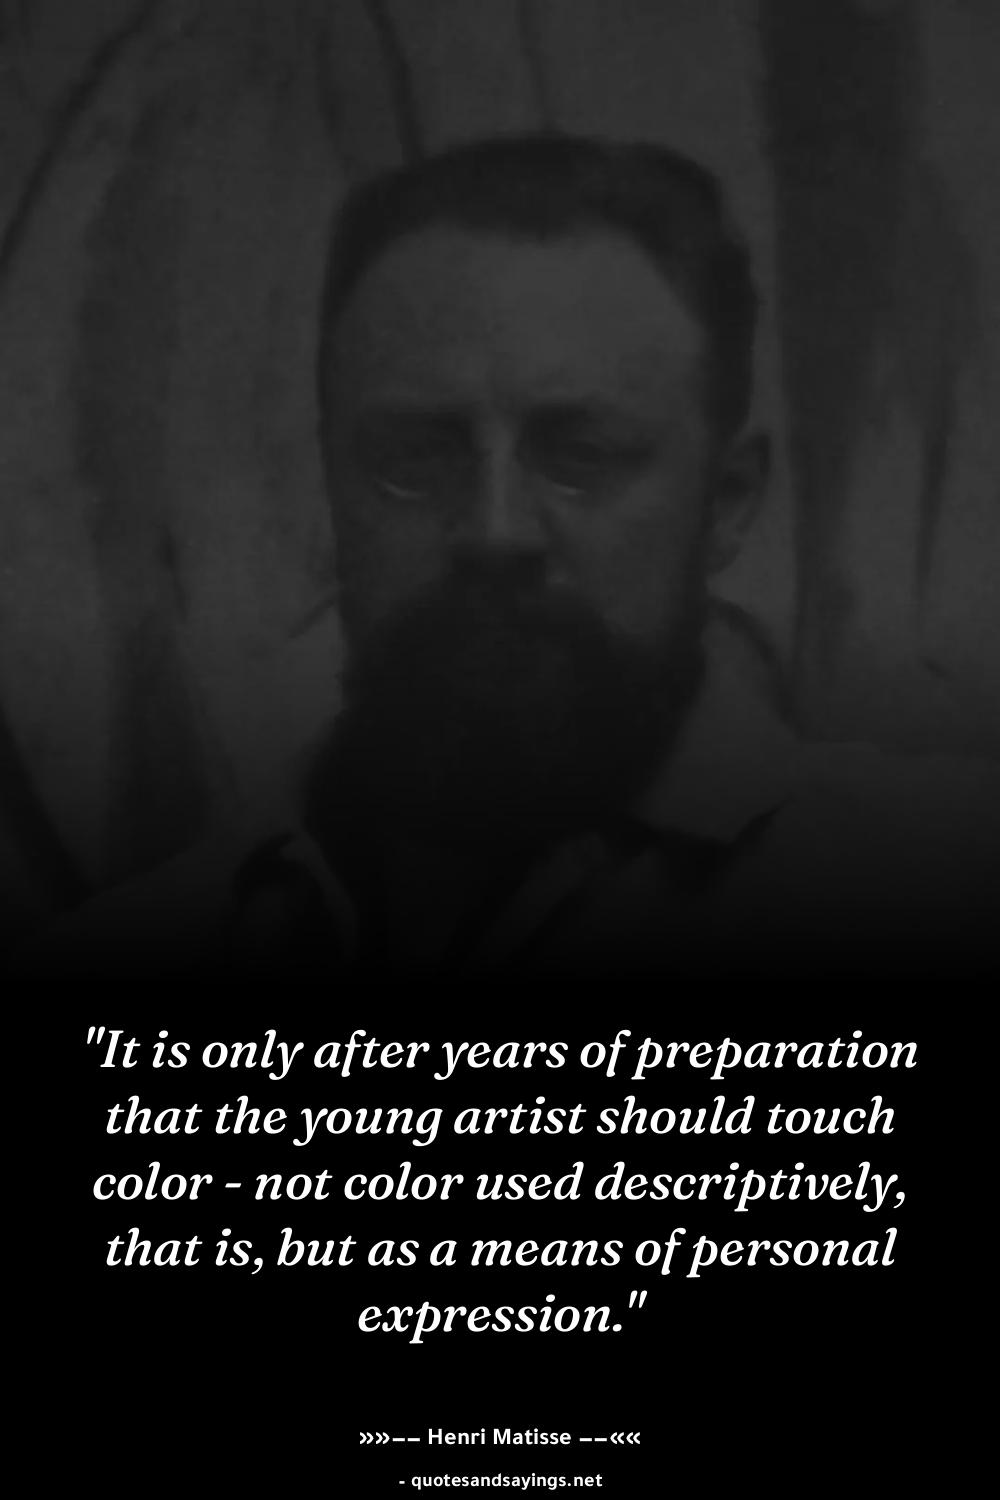 "It is only after years of preparation
that the young artist should touch
color - not color used descriptively,
that is, but as a means of personal
expression."
»»–– Henri Matisse ––««
- quotesandsayings.net